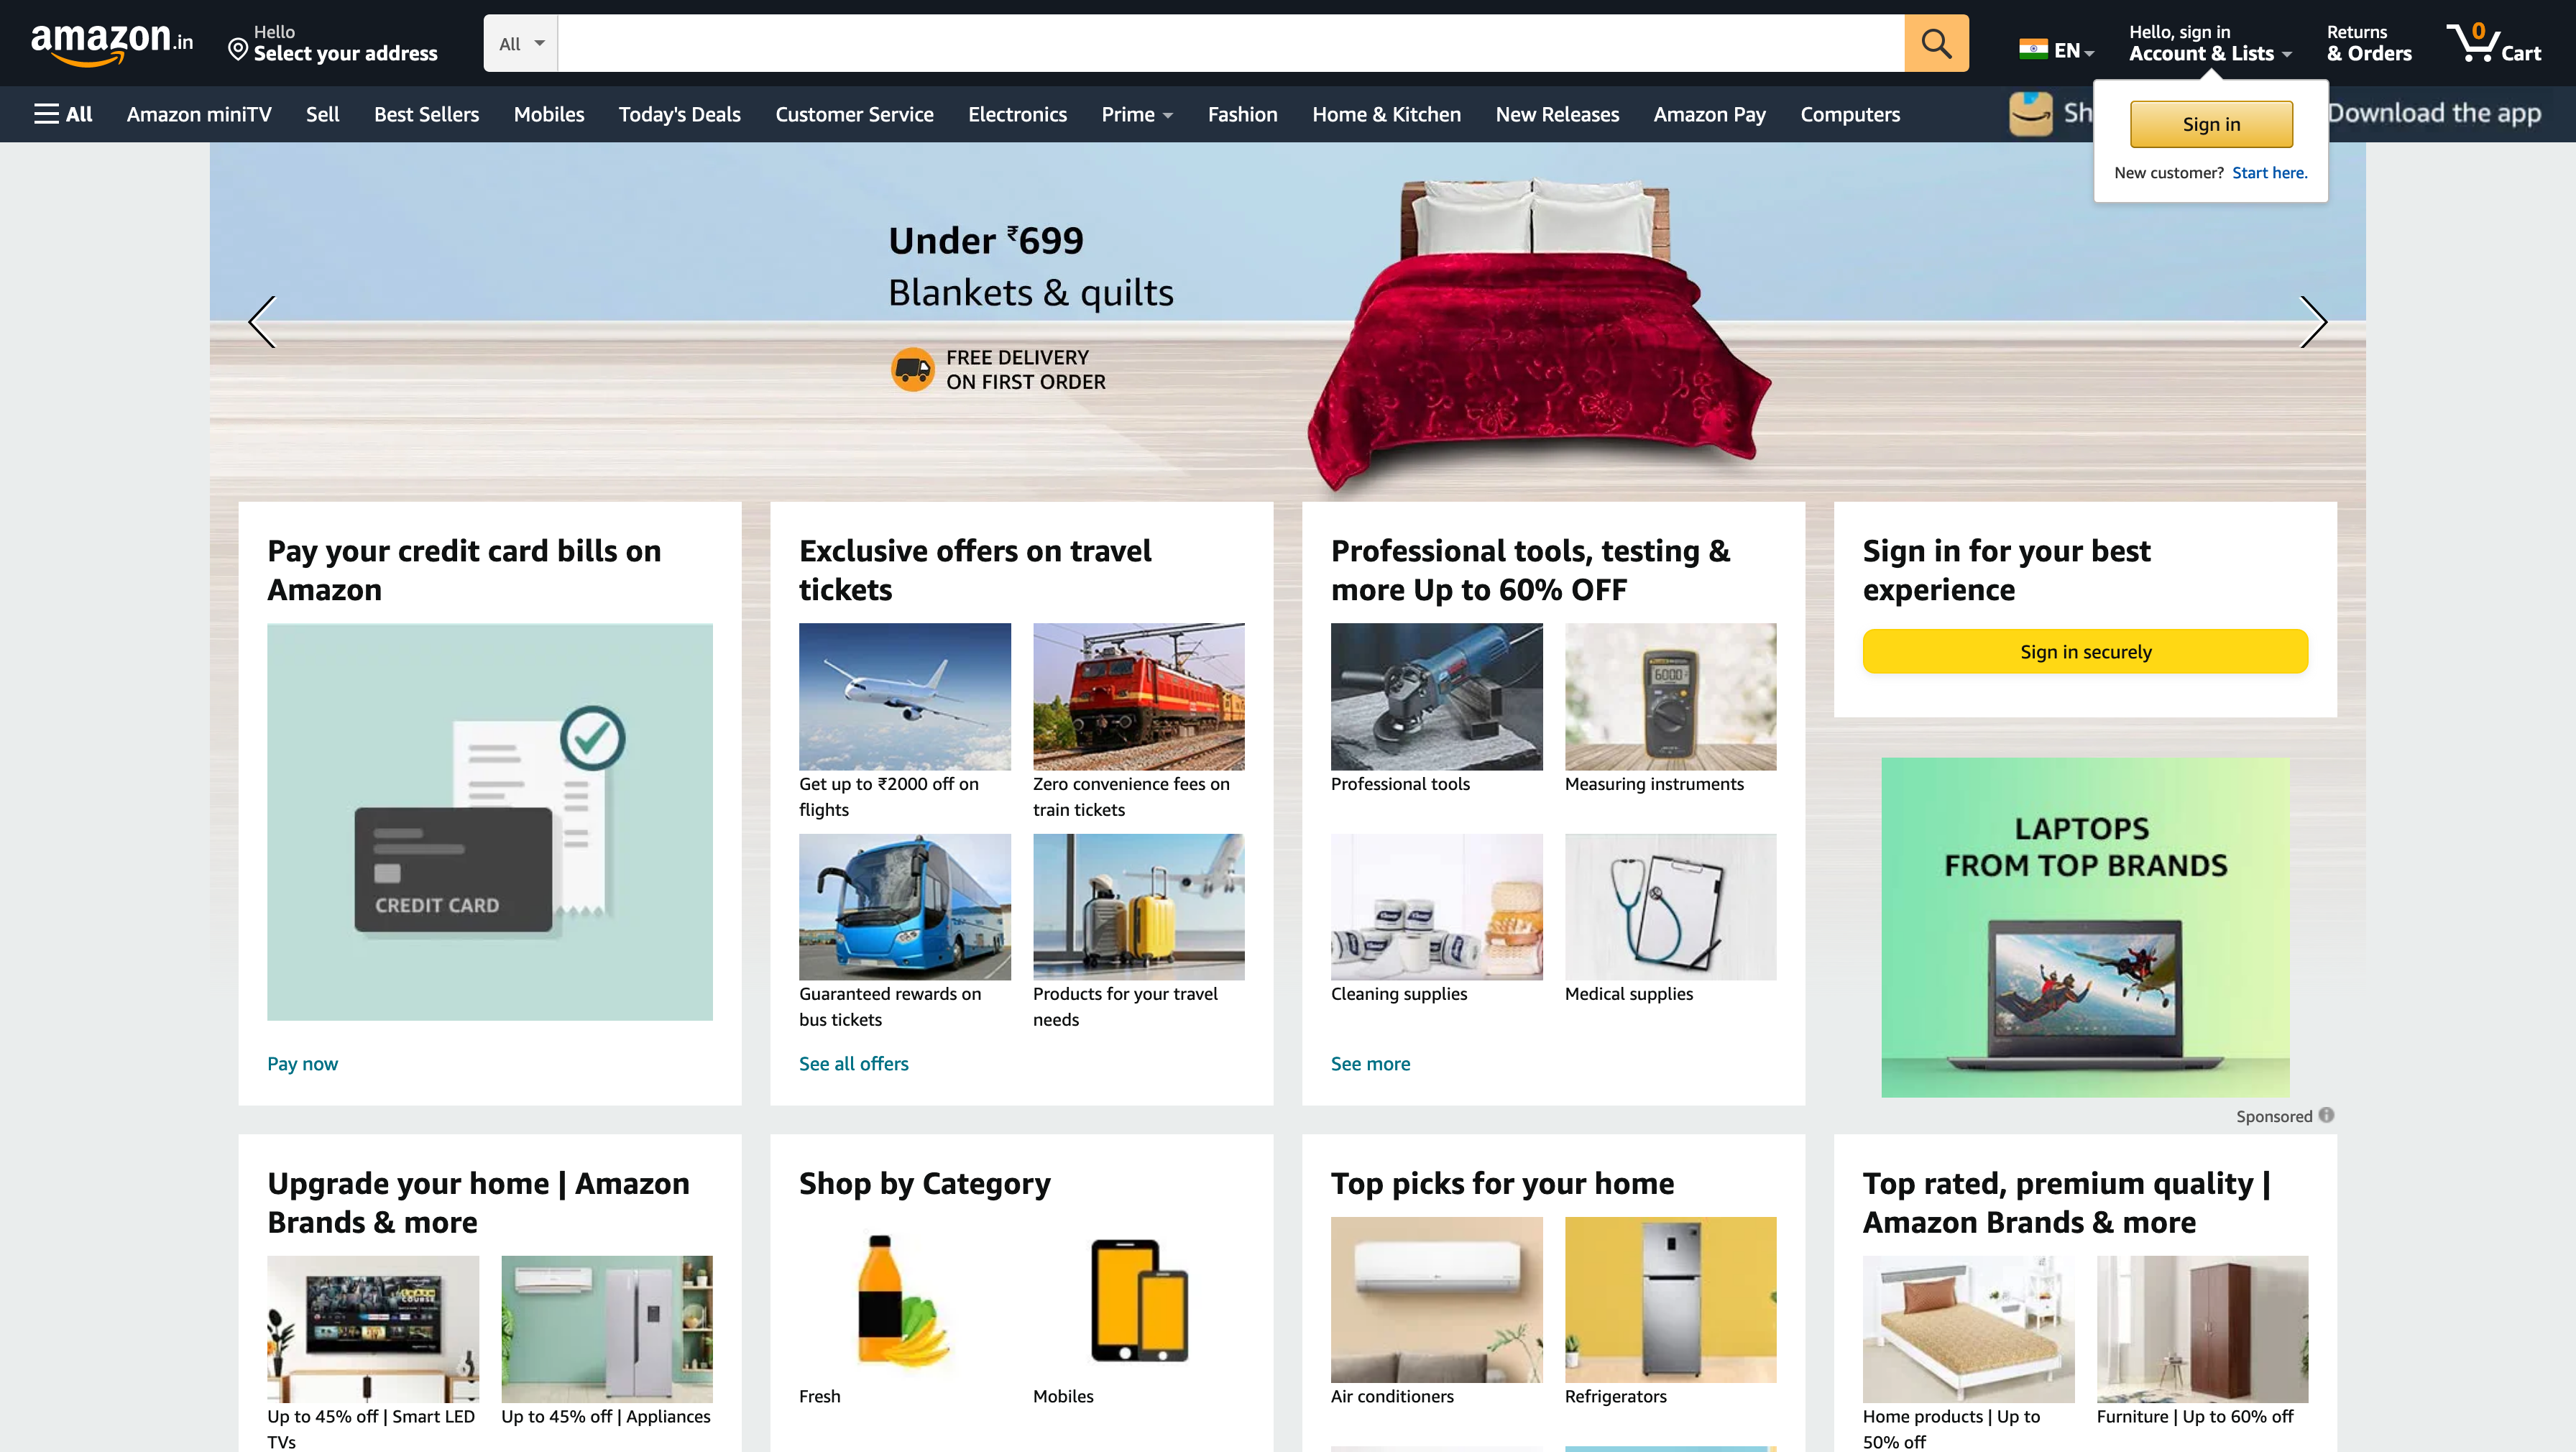 amazon.in
Hello
Select your address
All
EN
Hello, sign in
Account & Lists
Returns
& Orders
0
Cart
All
Amazon miniTV
Sell
Best Sellers
Mobiles
Today's Deals
Customer Service
Electronics
Prime
Fashion
Home & Kitchen
New Releases
Amazon Pay
Computers
Sh
Download the app
Sign in
New customer? Start here.
Under ₹699
Blankets & quilts
FREE DELIVERY
ON FIRST ORDER
Pay your credit card bills on
Amazon
CREDIT CARD
Pay now
Exclusive offers on travel
tickets
Get up to ₹2000 off on
flights
Zero convenience fees on
train tickets
Guaranteed rewards on
bus tickets
Products for your travel
needs
See all offers
Professional tools, testing &
more Up to 60% OFF
6000
Professional tools
Measuring instruments
Cleaning supplies
Medical supplies
See more
Sign in for your best
experience
Sign in securely
LAPTOPS
FROM TOP BRANDS
Sponsored
Upgrade your home | Amazon
Brands & more
Up to 45% off | Smart LED
TVs
Up to 45% off | Appliances
Shop by Category
Fresh
Mobiles
Top picks for your home
Air conditioners
Refrigerators
Top rated, premium quality |
Amazon Brands & more
Home products | Up to
50% off
Furniture | Up to 60% off